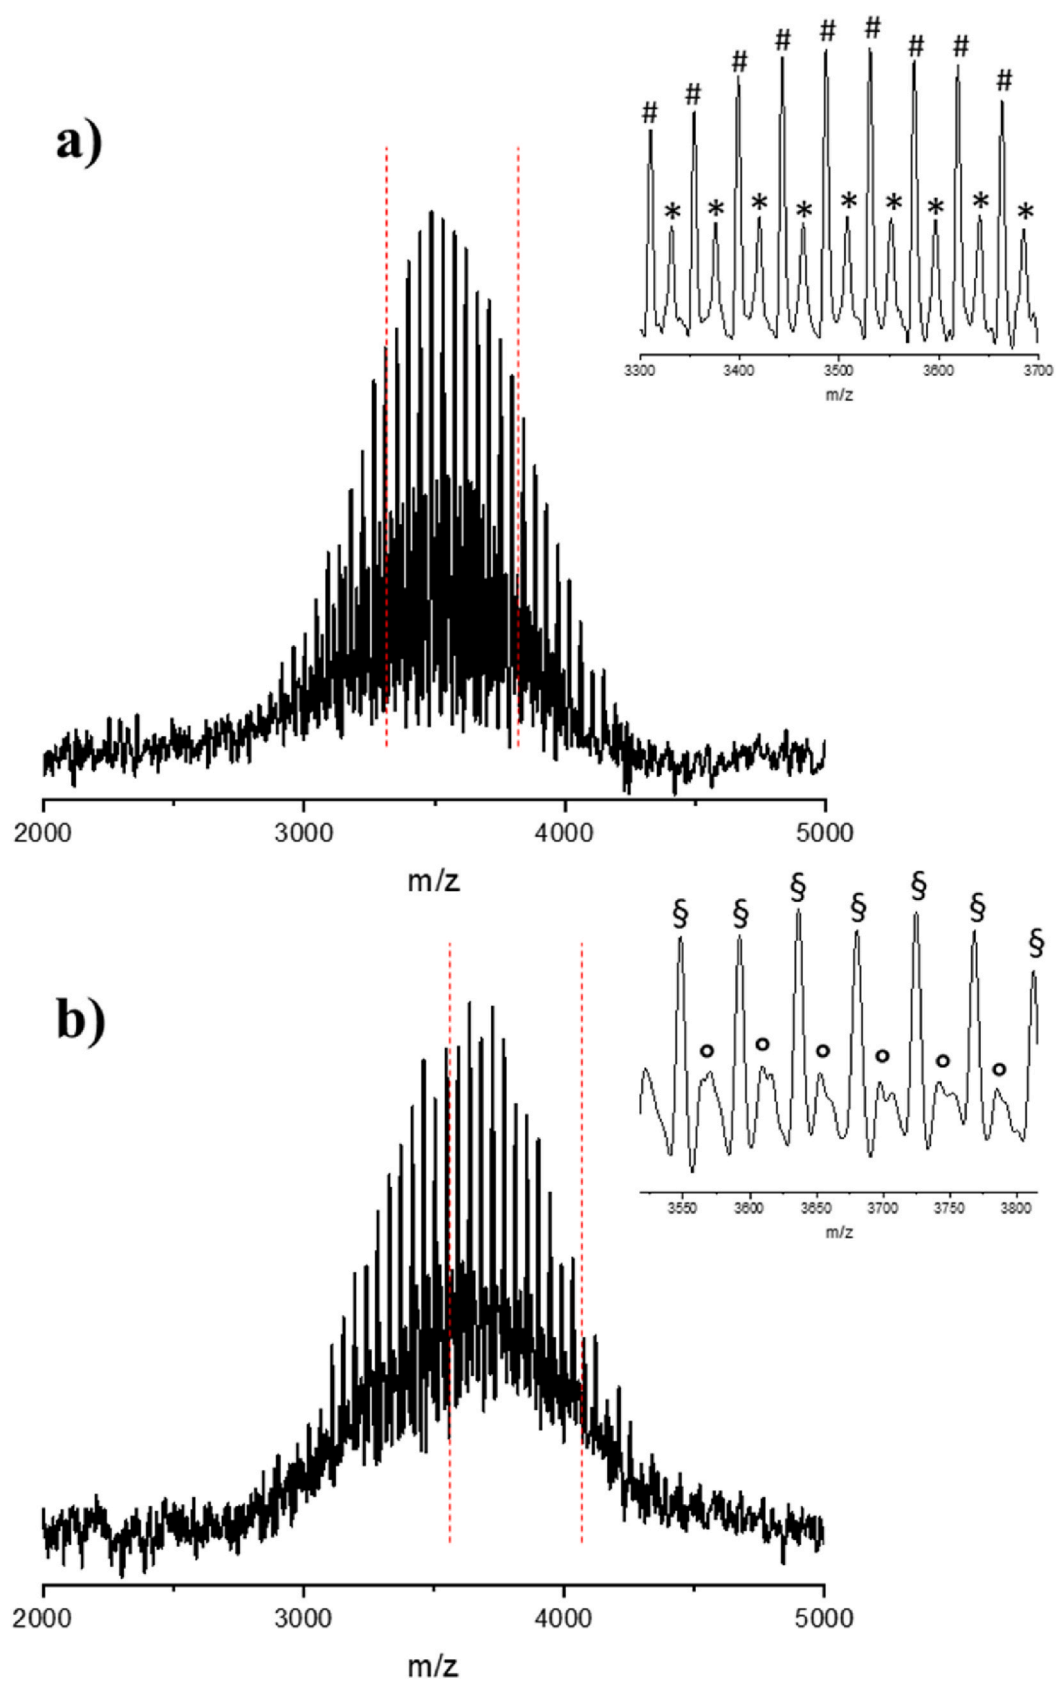 # # # # # # # # #
a)
* * * * * * * * *
3300 3400 3500 3600 3700
m/z
2000 3000 4000 5000
m/z
§ § § § § § §
b)
° ° ° ° ° °
3550 3600 3650 3700 3750 3800
m/z
2000 3000 4000 5000
m/z